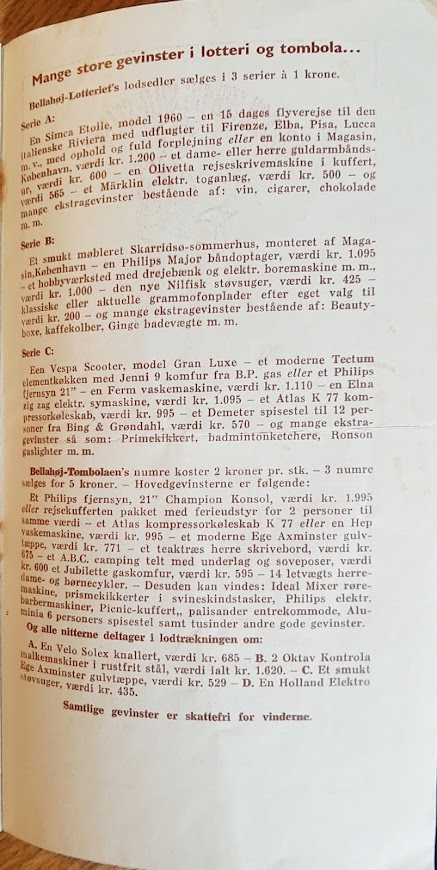 Mange store gevinster i lotteri og tombola...
Bellahøj-Lotteriet's lodsedler sælges i 3 serier à 1 krone.
Serie A:
En Simca Etoile, model 1960 – en 15 dages flyverejse til den
italienske Riviera med udflugter til Firenze, Elba, Pisa, Lucca
m. v., med ophold og fuld forplejning eller en konto i Magasin,
København, værdi kr. 1.200 – et dame- eller herre guldarmbånds-
ur, værdi kr. 600 – en Olivetta rejseskrivemaskine i kuffert,
værdi 565 – et Märklin elektr. toganlæg, værdi kr. 500 – og
mange ekstragevinster bestående af: vin, cigarer, chokolade
m. m.
Serie B:
Et smukt møbleret Skarridsø-sommerhus, monteret af Maga-
sin,København – en Philips Major båndoptager, værdi kr. 1.095
– et hobbyværksted med drejebænk og elektr. boremaskine m. m.,
værdi kr. 1.000 – den nye Nilfisk støvsuger, værdi kr. 425 –
klassiske eller aktuelle grammofonplader efter eget valg til
værdi kr. 200 – og mange ekstragevinster bestående af: Beauty-
boxe, kaffekolber, Ginge badevægte m. m.
Serie C:
Een Vespa Scooter, model Gran Luxe – et moderne Tectum
elementkøkken med Jenni 9 komfur fra B.P. gas eller et Philips
fjernsyn 21" – en Ferm vaskemaskine, værdi kr. 1.110 – en Elna
zig zag elektr. symaskine, værdi kr. 1.095 – et Atlas K 77 kom-
pressorkøleskab, værdi kr. 995 – et Demeter spisestel til 12 per-
soner fra Bing & Grøndahl, værdi kr. 570 – og mange ekstra-
gevinster så som: Primekikkert, badmintonketchere, Ronson
gaslighter m. m.
Bellahøj-Tombolaen's numre koster 2 kroner pr. stk. – 3 numre
sælges for 5 kroner. – Hovedgevinsterne er følgende:
Et Philips fjernsyn, 21" Champion Konsol, værdi kr. 1.995
eller rejsekufferten pakket med ferieudstyr for 2 personer til
samme værdi – et Atlas kompressorkøleskab K 77 eller en Hep
vaskemaskine, værdi kr. 995 – et moderne Ege Axminster gulv-
tæppe, værdi kr. 771 – et teaktræs herre skrivebord, værdi kr.
675 – et A.B.C. camping telt med underlag og soveposer, værdi
kr. 600 et Jubilette gaskomfur, værdi kr. 595 – 14 letvægts herre-
dame- og børnecykler. – Desuden kan vindes: Ideal Mixer røre-
maskine, prismekikkerter i svineskindstasker, Philips elektr.
barbermaskiner, Picnic-kuffert,, palisander entrekommode, Alu-
minia 6 personers spisestel samt tusinder andre gode gevinster.
Og alle nitterne deltager i lodtrækningen om:
A. En Velo Solex knallert, værdi kr. 685 – B. 2 Oktav Kontrola
malkemaskiner i rustfrit stål, værdi ialt kr. 1.620. – C. Et smukt
Ege Axminster gulvtæppe, værdi kr. 529 – D. En Holland Elektro
støvsuger, værdi kr. 435.
Samtlige gevinster er skattefri for vinderne.